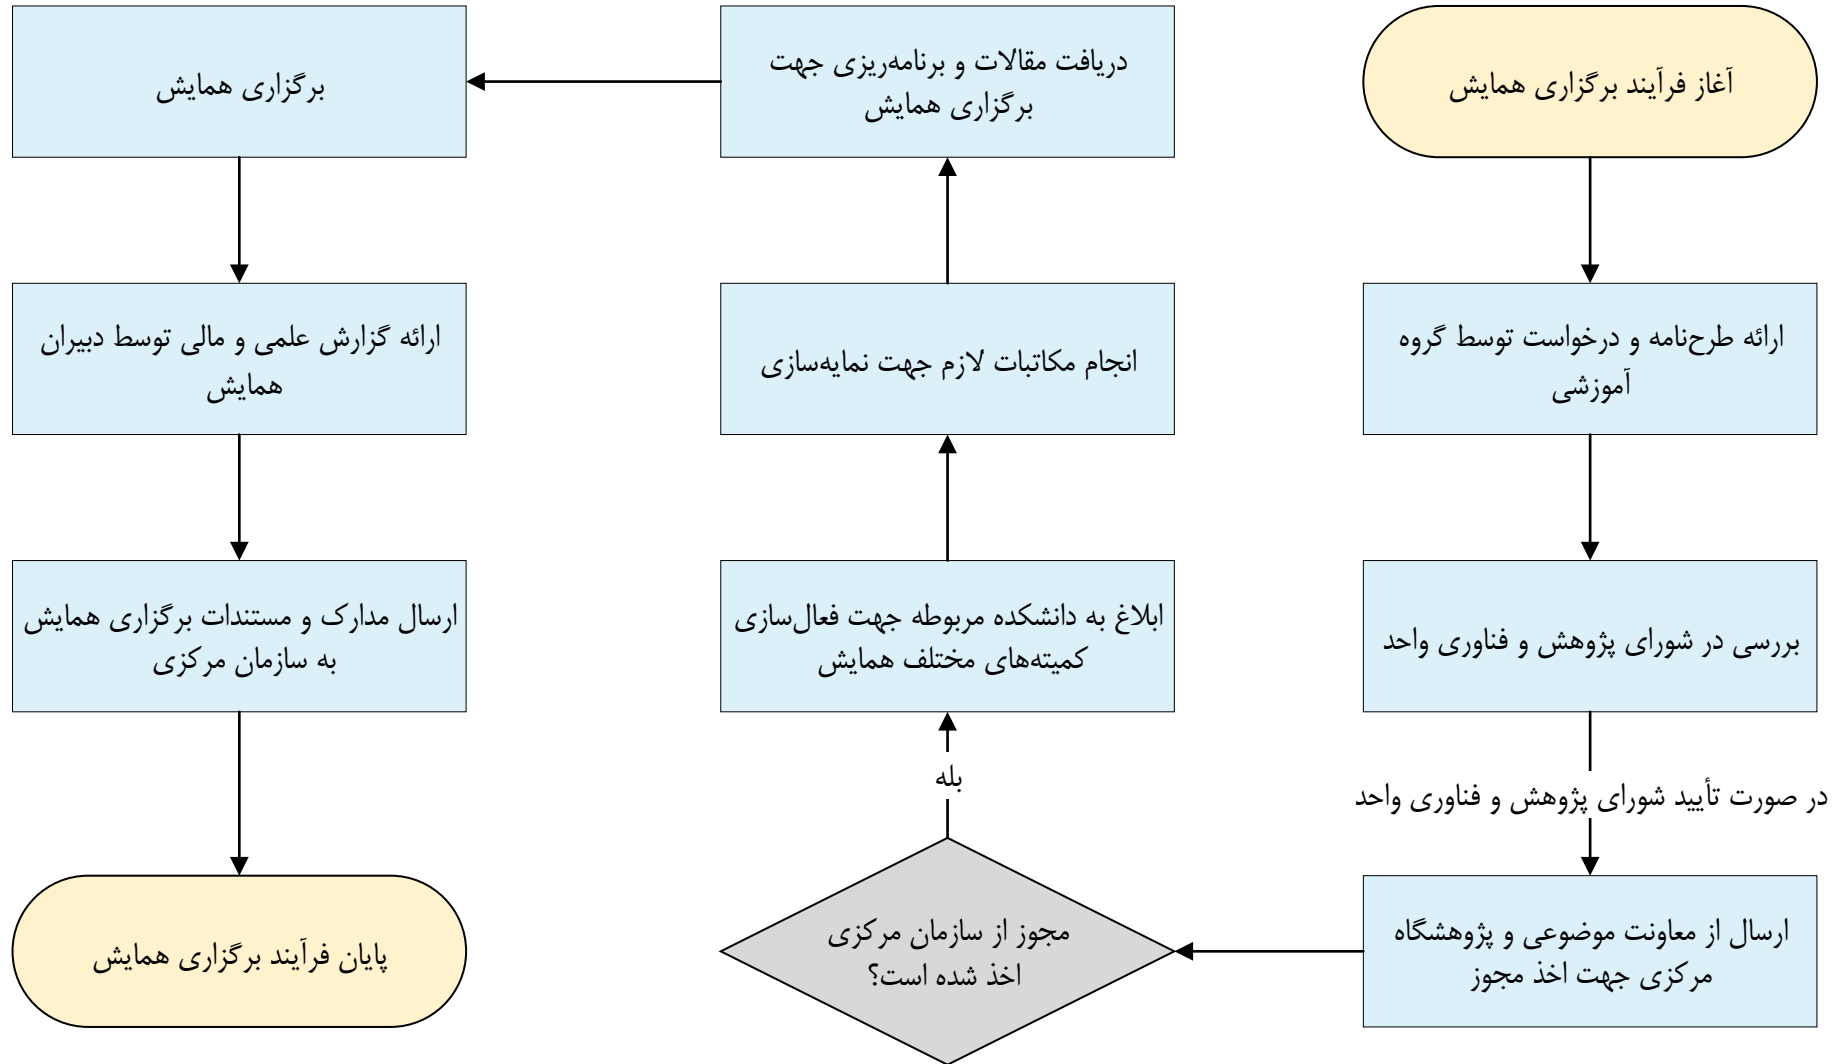 آغاز فرآیند برگزاری همایش
ارائه طرح‌نامه و درخواست توسط گروه
آموزشی
بررسی در شورای پژوهش و فناوری واحد
در صورت تأیید شورای پژوهش و فناوری واحد
ارسال از معاونت موضوعی و پژوهشگاه
مرکزی جهت اخذ مجوز
مجوز از سازمان مرکزی
اخذ شده است؟
بله
ابلاغ به دانشکده مربوطه جهت فعال‌سازی
کمیته‌های مختلف همایش
انجام مکاتبات لازم جهت نمایه‌سازی
دریافت مقالات و برنامه‌ریزی جهت
برگزاری همایش
برگزاری همایش
ارائه گزارش علمی و مالی توسط دبیران
همایش
ارسال مدارک و مستندات برگزاری همایش
به سازمان مرکزی
پایان فرآیند برگزاری همایش